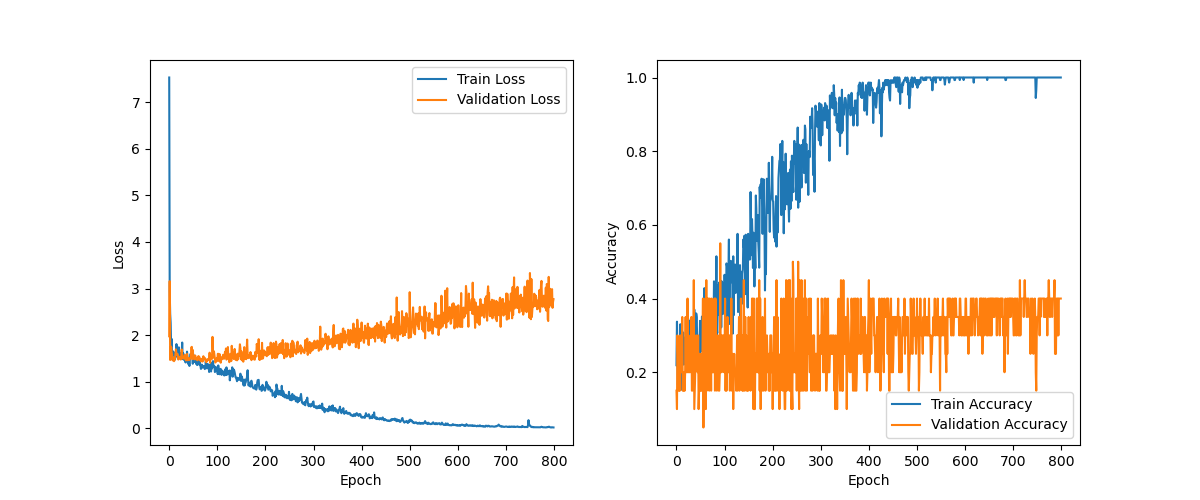 Train Loss
Validation Loss
7
6
5
4
3
2
1
0
Loss
0 100 200 300 400 500 600 700 800
Epoch
1.0
0.8
0.6
0.4
0.2
Accuracy
Train Accuracy
Validation Accuracy
0 100 200 300 400 500 600 700 800
Epoch